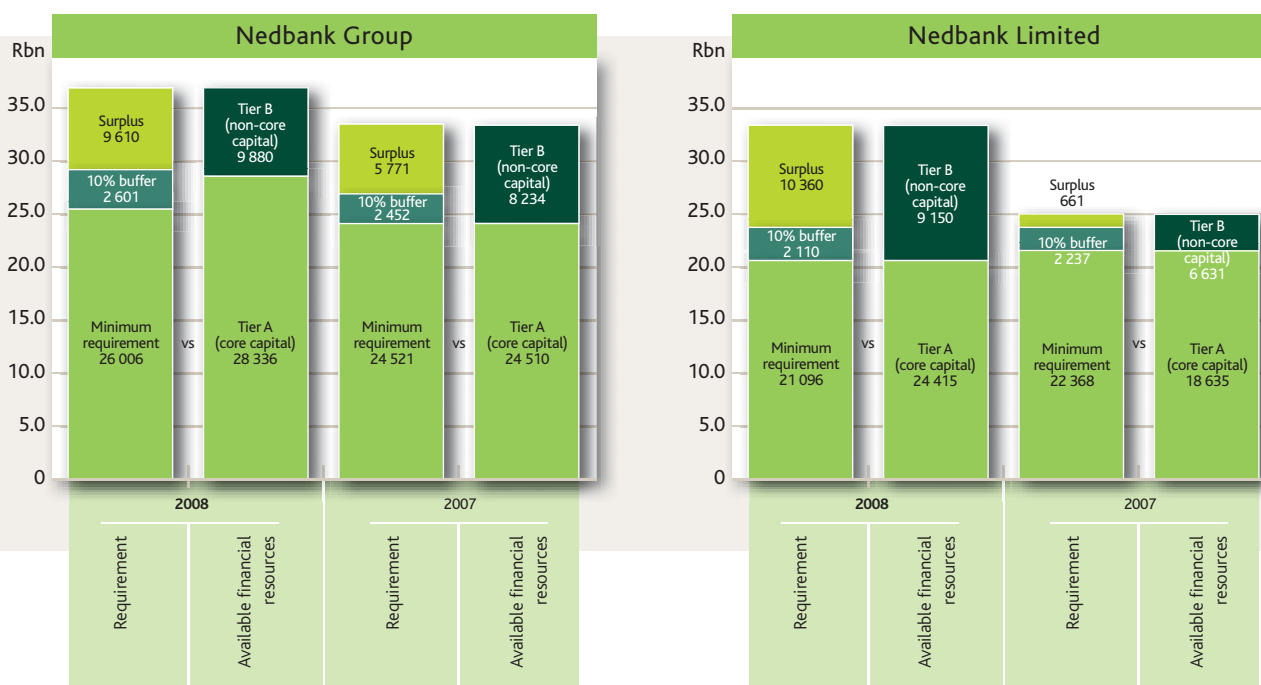 Nedbank Group
Rbn
35.0
30.0
25.0
20.0
15.0
10.0
5.0
0
Surplus
9 610
10% buffer
2 601
Minimum
requirement
26 006
vs
Tier B
(non-core
capital)
9 880
Tier A
(core capital)
28 336
Surplus
5 771
10% buffer
2 452
Minimum
requirement
24 521
vs
Tier B
(non-core
capital)
8 234
Tier A
(core capital)
24 510
2008
2007
Requirement
Available financial
resources
Requirement
Available financial
resources
Nedbank Limited
Rbn
35.0
30.0
25.0
20.0
15.0
10.0
5.0
0
Surplus
10 360
10% buffer
2 110
Minimum
requirement
21 096
vs
Tier B
(non-core
capital)
9 150
Tier A
(core capital)
24 415
Surplus
661
10% buffer
2 237
Minimum
requirement
22 368
vs
Tier B
(non-core
capital)
6 631
Tier A
(core capital)
18 635
2008
2007
Requirement
Available financial
resources
Requirement
Available financial
resources